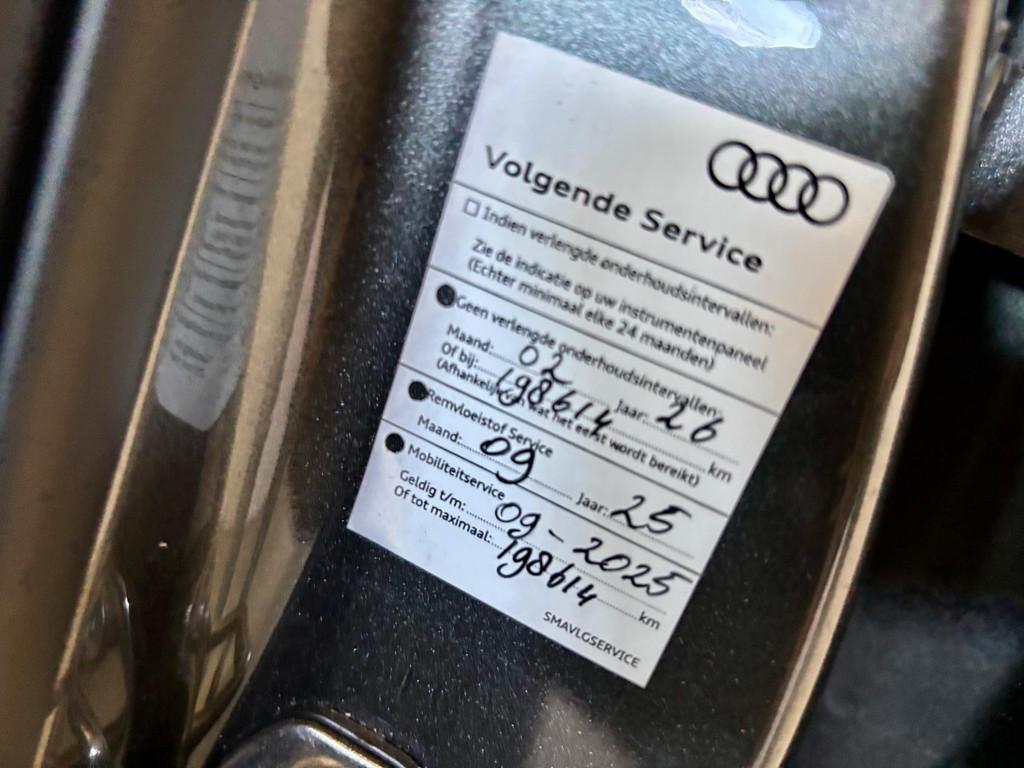 Volgende Service
☐ Indien verlengde onderhoudsintervallen:
Zie de indicatie op uw instrumentenpaneel
(Echter minimaal elke 24 maanden)
Geen verlengde onderhoudsintervallen:
Maand: 02 Jaar: 26
Of bij: 198614 km
(Afhankelijk van wat het eerst wordt bereikt)
Remvloeistof Service
Maand: 09 Jaar: 25
Mobiliteitservice
Geldig t/m: 09-2025
Of tot maximaal: 198614 km
SMAVLGSERVICE